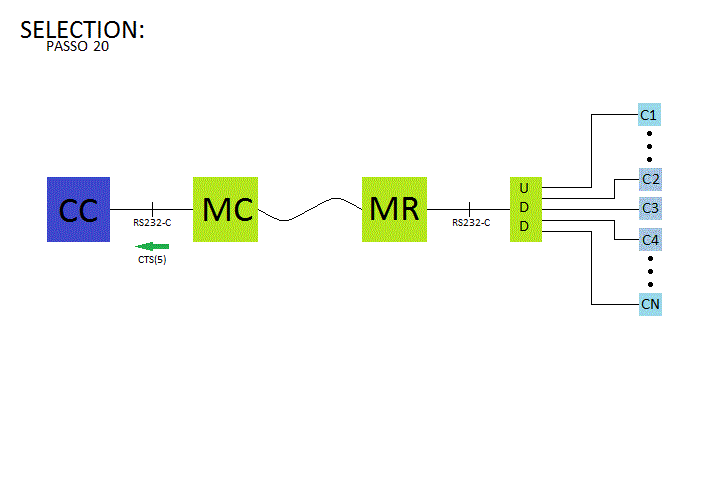 SELECTION:
PASSO 20
C1
C2
CC
MC
MR
U
D
D
C3
RS232-C
RS232-C
C4
CTS(5)
CN